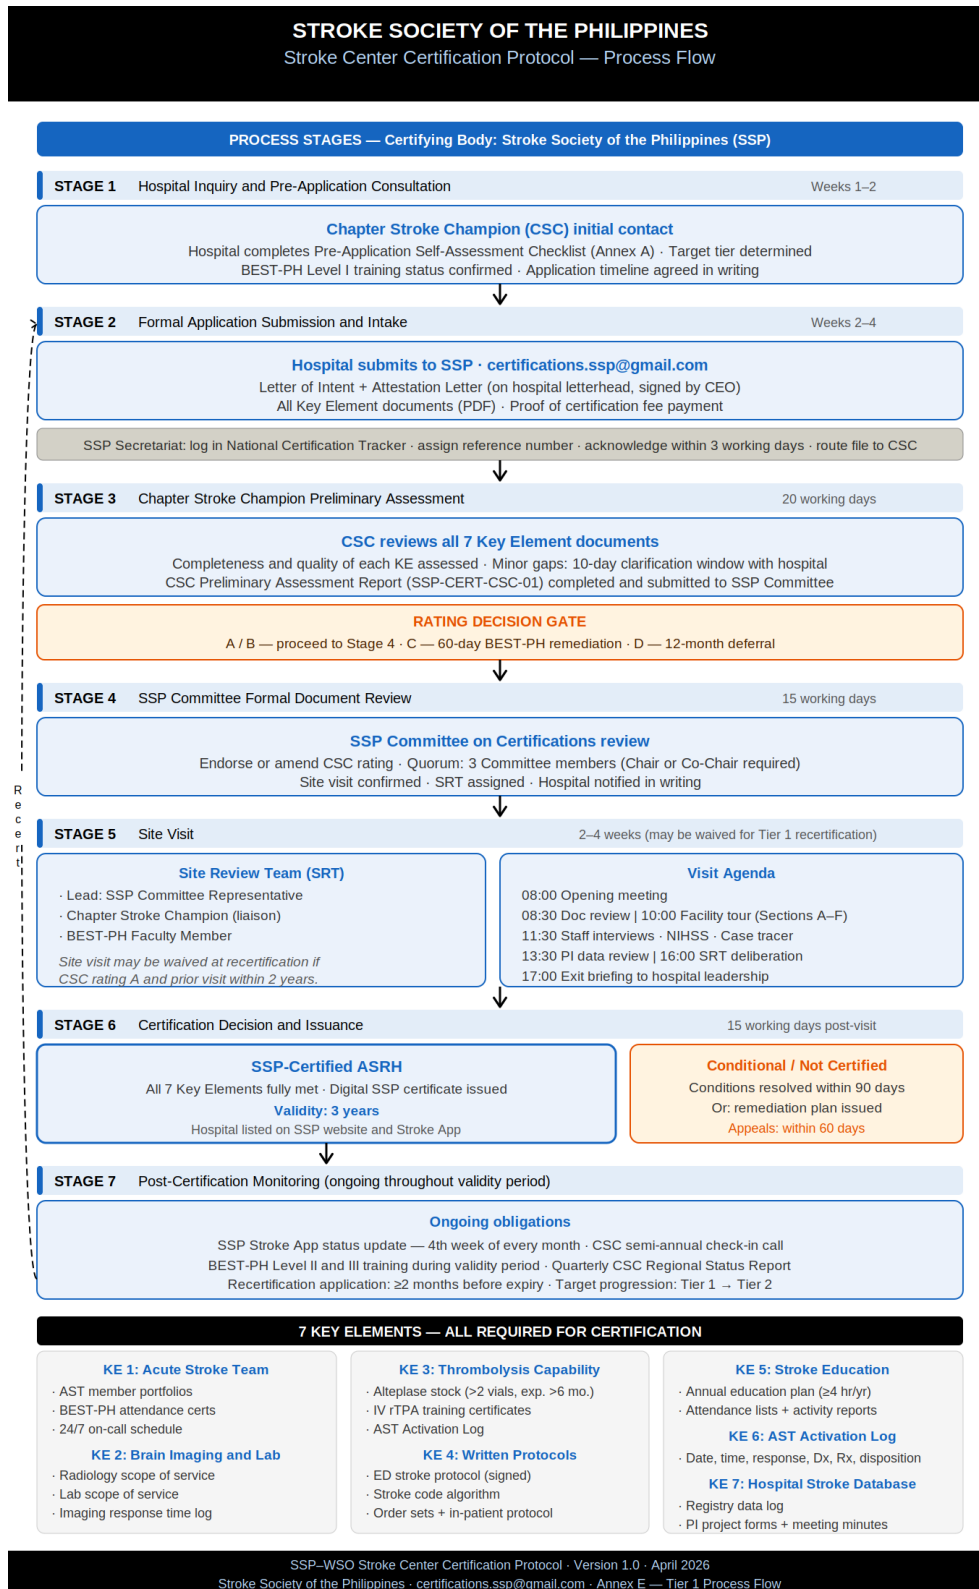 STROKE SOCIETY OF THE PHILIPPINES
Stroke Center Certification Protocol — Process Flow
PROCESS STAGES — Certifying Body: Stroke Society of the Philippines (SSP)
STAGE 1 Hospital Inquiry and Pre-Application Consultation Weeks 1–2
Chapter Stroke Champion (CSC) initial contact
Hospital completes Pre-Application Self-Assessment Checklist (Annex A) · Target tier determined
BEST-PH Level I training status confirmed · Application timeline agreed in writing
STAGE 2 Formal Application Submission and Intake Weeks 2–4
Hospital submits to SSP · certifications.ssp@gmail.com
Letter of Intent + Attestation Letter (on hospital letterhead, signed by CEO)
All Key Element documents (PDF) · Proof of certification fee payment
SSP Secretariat: log in National Certification Tracker · assign reference number · acknowledge within 3 working days · route file to CSC
STAGE 3 Chapter Stroke Champion Preliminary Assessment 20 working days
CSC reviews all 7 Key Element documents
Completeness and quality of each KE assessed · Minor gaps: 10-day clarification window with hospital
CSC Preliminary Assessment Report (SSP-CERT-CSC-01) completed and submitted to SSP Committee
RATING DECISION GATE
A / B — proceed to Stage 4 · C — 60-day BEST-PH remediation · D — 12-month deferral
STAGE 4 SSP Committee Formal Document Review 15 working days
SSP Committee on Certifications review
Endorse or amend CSC rating · Quorum: 3 Committee members (Chair or Co-Chair required)
Site visit confirmed · SRT assigned · Hospital notified in writing
Recert
STAGE 5 Site Visit 2–4 weeks (may be waived for Tier 1 recertification)
Site Review Team (SRT)
· Lead: SSP Committee Representative
· Chapter Stroke Champion (liaison)
· BEST-PH Faculty Member
Site visit may be waived at recertification if
CSC rating A and prior visit within 2 years.
Visit Agenda
08:00 Opening meeting
08:30 Doc review | 10:00 Facility tour (Sections A–F)
11:30 Staff interviews · NIHSS · Case tracer
13:30 PI data review | 16:00 SRT deliberation
17:00 Exit briefing to hospital leadership
STAGE 6 Certification Decision and Issuance 15 working days post-visit
SSP-Certified ASRH
All 7 Key Elements fully met · Digital SSP certificate issued
Validity: 3 years
Hospital listed on SSP website and Stroke App
Conditional / Not Certified
Conditions resolved within 90 days
Or: remediation plan issued
Appeals: within 60 days
STAGE 7 Post-Certification Monitoring (ongoing throughout validity period)
Ongoing obligations
SSP Stroke App status update — 4th week of every month · CSC semi-annual check-in call
BEST-PH Level II and III training during validity period · Quarterly CSC Regional Status Report
Recertification application: ≥2 months before expiry · Target progression: Tier 1 → Tier 2
7 KEY ELEMENTS — ALL REQUIRED FOR CERTIFICATION
KE 1: Acute Stroke Team
· AST member portfolios
· BEST-PH attendance certs
· 24/7 on-call schedule
KE 2: Brain Imaging and Lab
· Radiology scope of service
· Lab scope of service
· Imaging response time log
KE 3: Thrombolysis Capability
· Alteplase stock (>2 vials, exp. >6 mo.)
· IV rTPA training certificates
· AST Activation Log
KE 4: Written Protocols
· ED stroke protocol (signed)
· Stroke code algorithm
· Order sets + in-patient protocol
KE 5: Stroke Education
· Annual education plan (≥4 hr/yr)
· Attendance lists + activity reports
KE 6: AST Activation Log
· Date, time, response, Dx, Rx, disposition
KE 7: Hospital Stroke Database
· Registry data log
· PI project forms + meeting minutes
SSP–WSO Stroke Center Certification Protocol · Version 1.0 · April 2026
Stroke Society of the Philippines · certifications.ssp@gmail.com · Annex E — Tier 1 Process Flow